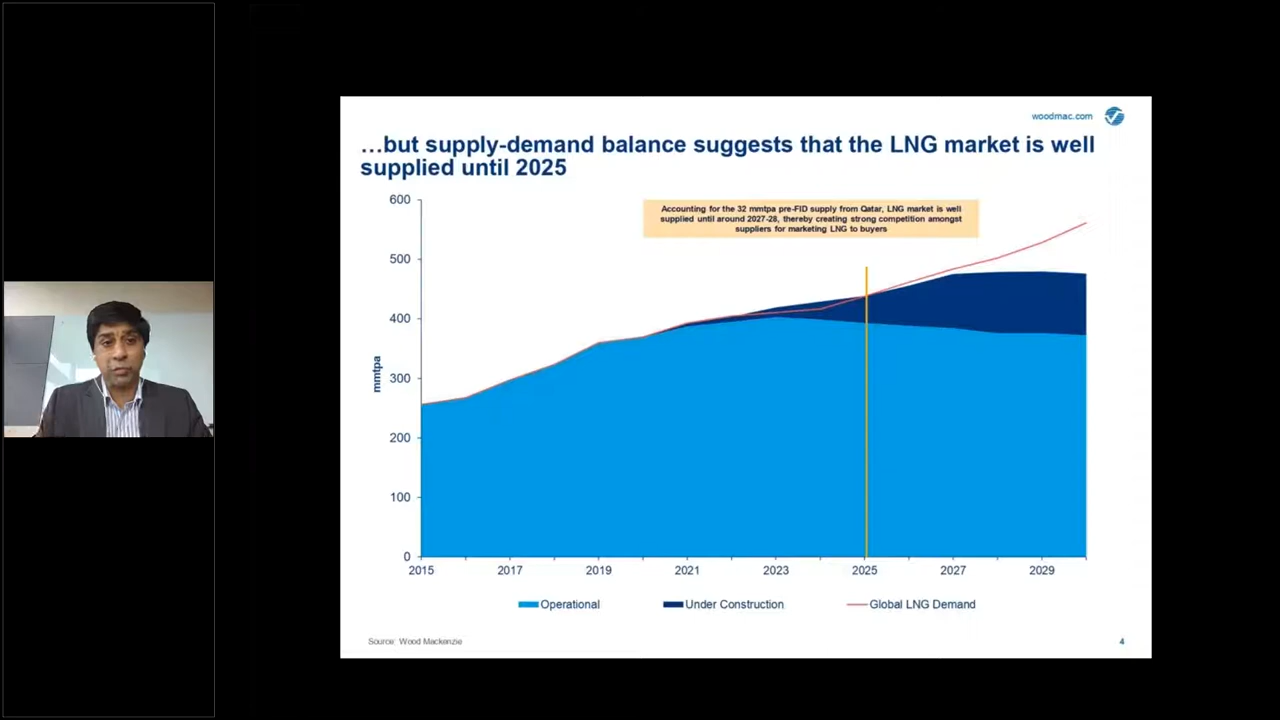 woodmac.com
…but supply-demand balance suggests that the LNG market is well
supplied until 2025
Accounting for the 32 mmtpa pre-FID supply from Qatar, LNG market is well
supplied until around 2027-28, thereby creating strong competition amongst
suppliers for marketing LNG to buyers
600
500
400
300
200
100
0
mmtpa
2015 2017 2019 2021 2023 2025 2027 2029
Operational Under Construction Global LNG Demand
Source: Wood Mackenzie
4